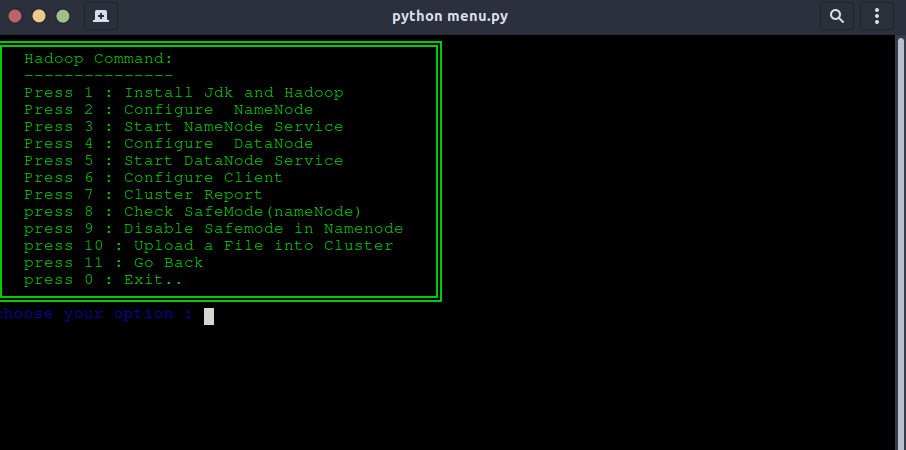 python menu.py
Hadoop Command:
---------------
Press 1 : Install Jdk and Hadoop
Press 2 : Configure  NameNode
Press 3 : Start NameNode Service
Press 4 : Configure  DataNode
Press 5 : Start DataNode Service
Press 6 : Configure Client
Press 7 : Cluster Report
press 8 : Check SafeMode(nameNode)
press 9 : Disable Safemode in Namenode
press 10 : Upload a File into Cluster
press 11 : Go Back
press 0 : Exit..
choose your option :